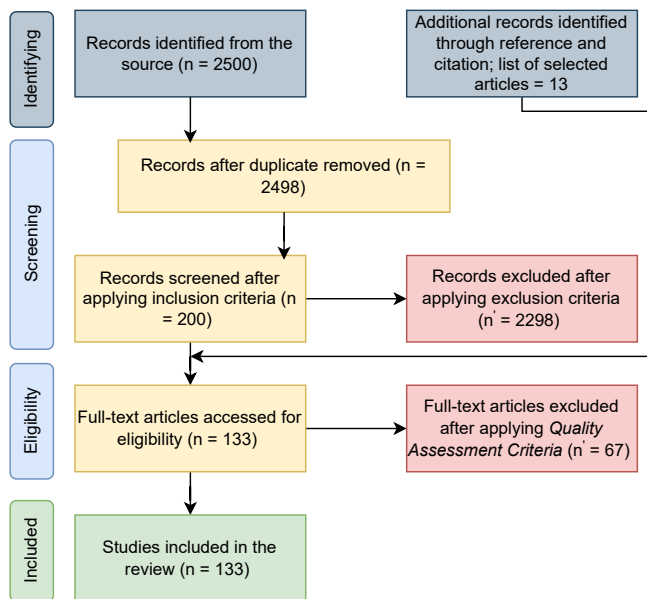 Identifying
Records identified from the
source (n = 2500)
Additional records identified
through reference and
citation; list of selected
articles = 13
Screening
Records after duplicate removed (n =
2498)
Records screened after
applying inclusion criteria (n
= 200)
Records excluded after
applying exclusion criteria
(n' = 2298)
Eligibility
Full-text articles accessed for
eligibility (n = 133)
Full-text articles excluded
after applying Quality
Assessment Criteria (n' = 67)
Included
Studies included in the
review (n = 133)